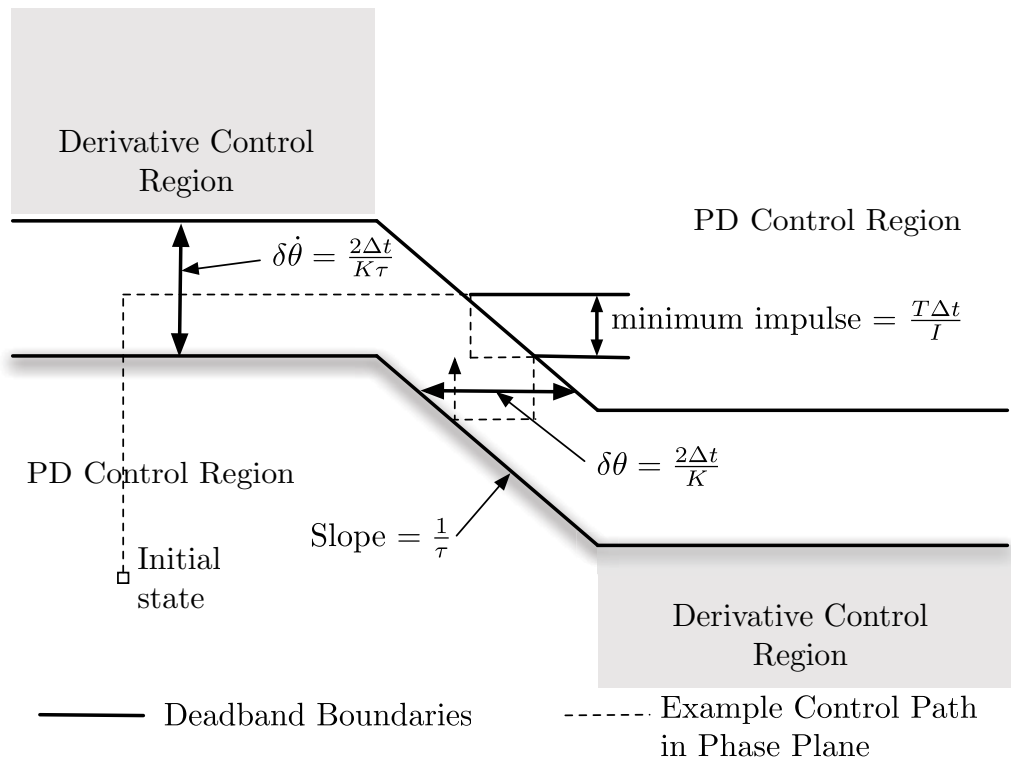 Derivative Control
Region
PD Control Region
δθ̇ = 2Δt/Kτ
minimum impulse = TΔt/I
PD Control Region
δθ = 2Δt/K
Slope = 1/τ
Initial
state
Derivative Control
Region
Deadband Boundaries
Example Control Path
in Phase Plane